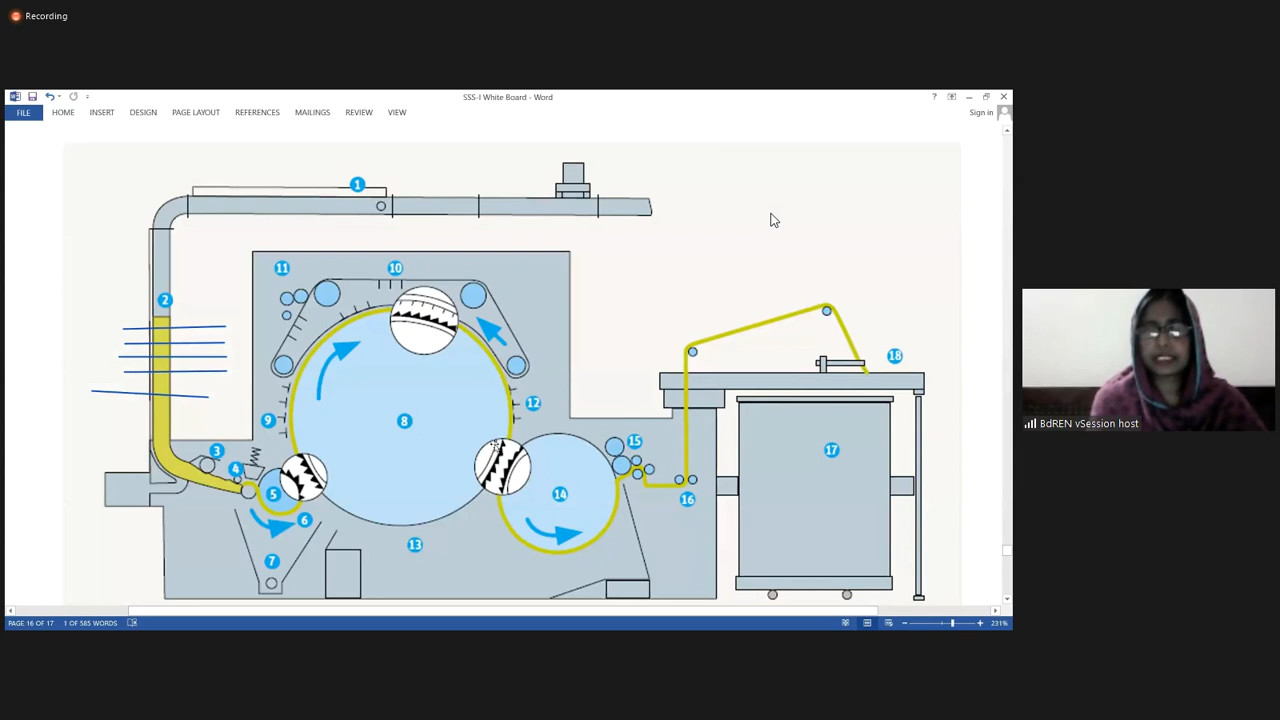 Recording
SSS-I White Board - Word
?
FILE HOME INSERT DESIGN PAGE LAYOUT REFERENCES MAILINGS REVIEW VIEW
Sign in
1
11 10
2
18
9 8 12
3 15 17
4
5 14 16
6
13
7
BdREN vSession host
PAGE 16 OF 17 1 OF 585 WORDS
231%